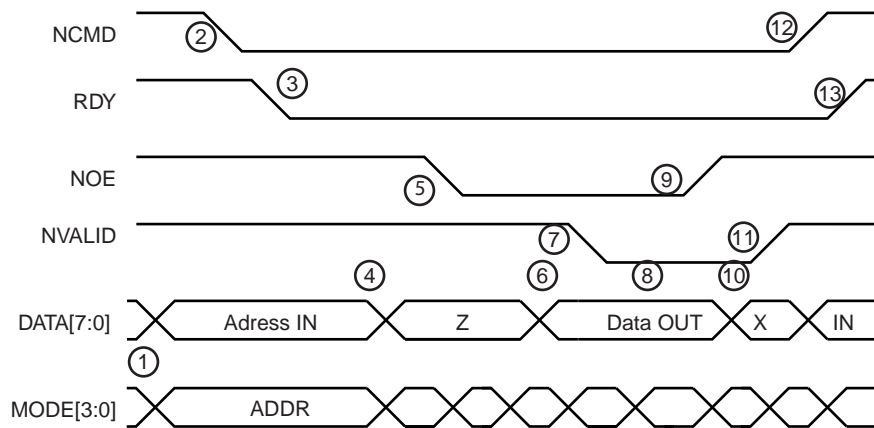 NCMD
2
12
RDY
3
13
NOE
5
9
NVALID
7
11
4
6
8
10
DATA[7:0]
Adress IN
Z
Data OUT
X
IN
1
MODE[3:0]
ADDR